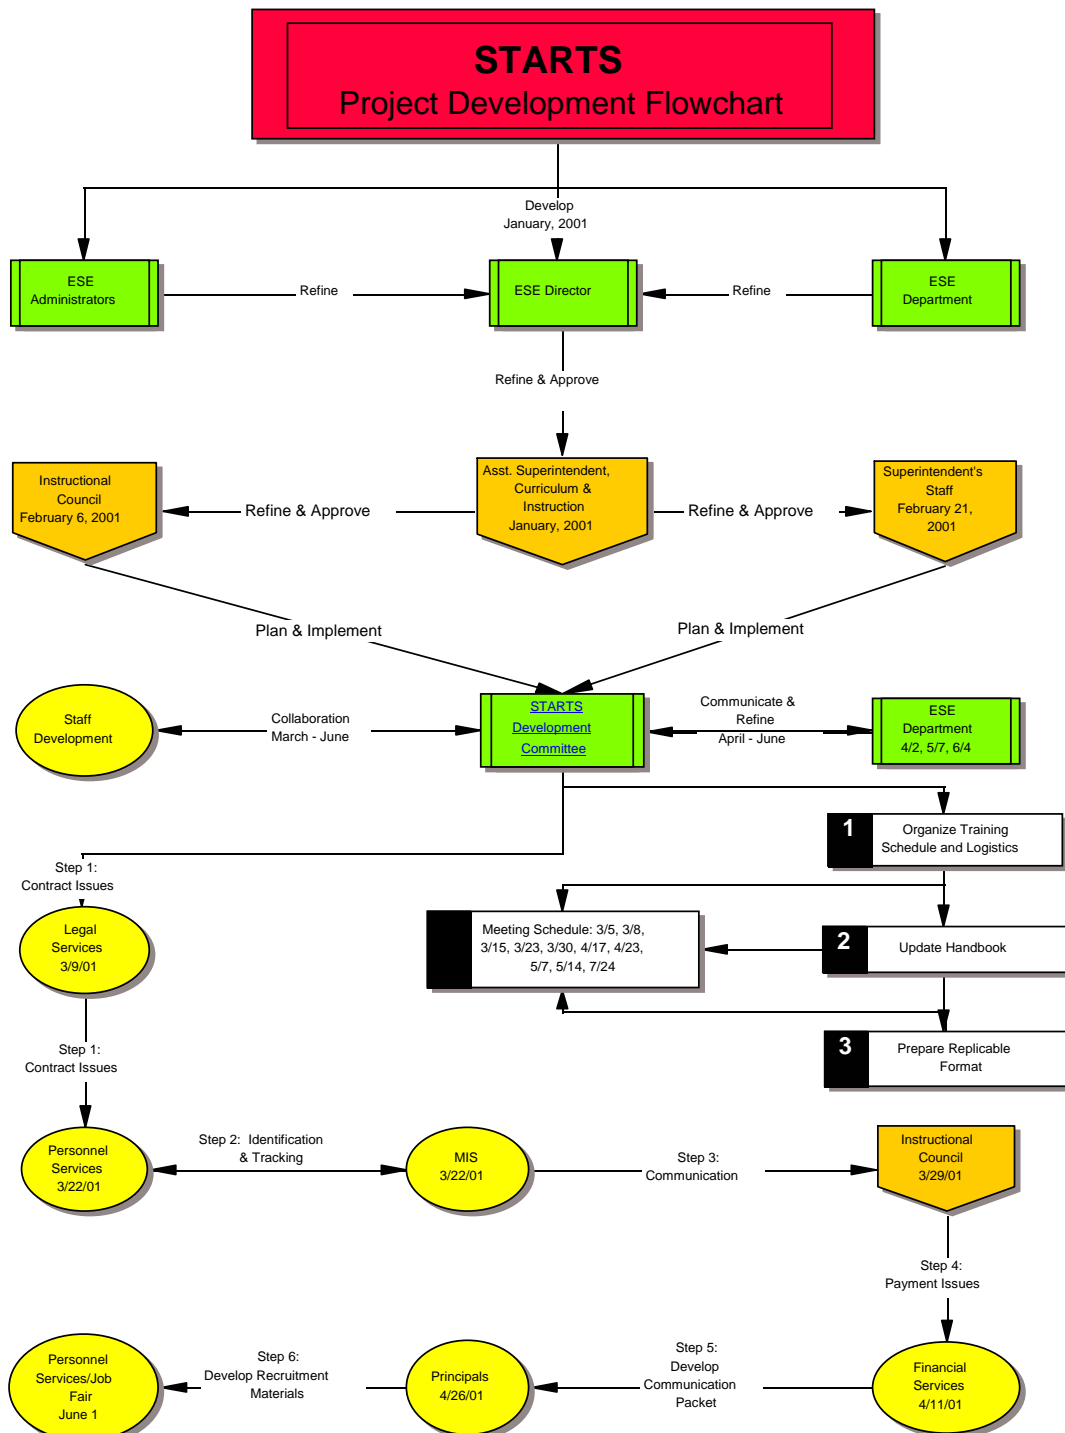 STARTS
Project Development Flowchart
Develop
January, 2001
ESE
Administrators
Refine
ESE Director
Refine
ESE
Department
Refine & Approve
Instructional
Council
February 6, 2001
Refine & Approve
Asst. Superintendent,
Curriculum &
Instruction
January, 2001
Refine & Approve
Superintendent's
Staff
February 21,
2001
Plan & Implement
Plan & Implement
Staff
Development
Collaboration
March - June
STARTS
Development
Committee
Communicate &
Refine
April - June
ESE
Department
4/2, 5/7, 6/4
1
Organize Training
Schedule and Logistics
Step 1:
Contract Issues
Legal
Services
3/9/01
Meeting Schedule: 3/5, 3/8,
3/15, 3/23, 3/30, 4/17, 4/23,
5/7, 5/14, 7/24
2
Update Handbook
Step 1:
Contract Issues
3
Prepare Replicable
Format
Personnel
Services
3/22/01
Step 2: Identification
& Tracking
MIS
3/22/01
Step 3:
Communication
Instructional
Council
3/29/01
Step 4:
Payment Issues
Personnel
Services/Job
Fair
June 1
Step 6:
Develop Recruitment
Materials
Principals
4/26/01
Step 5:
Develop
Communication
Packet
Financial
Services
4/11/01